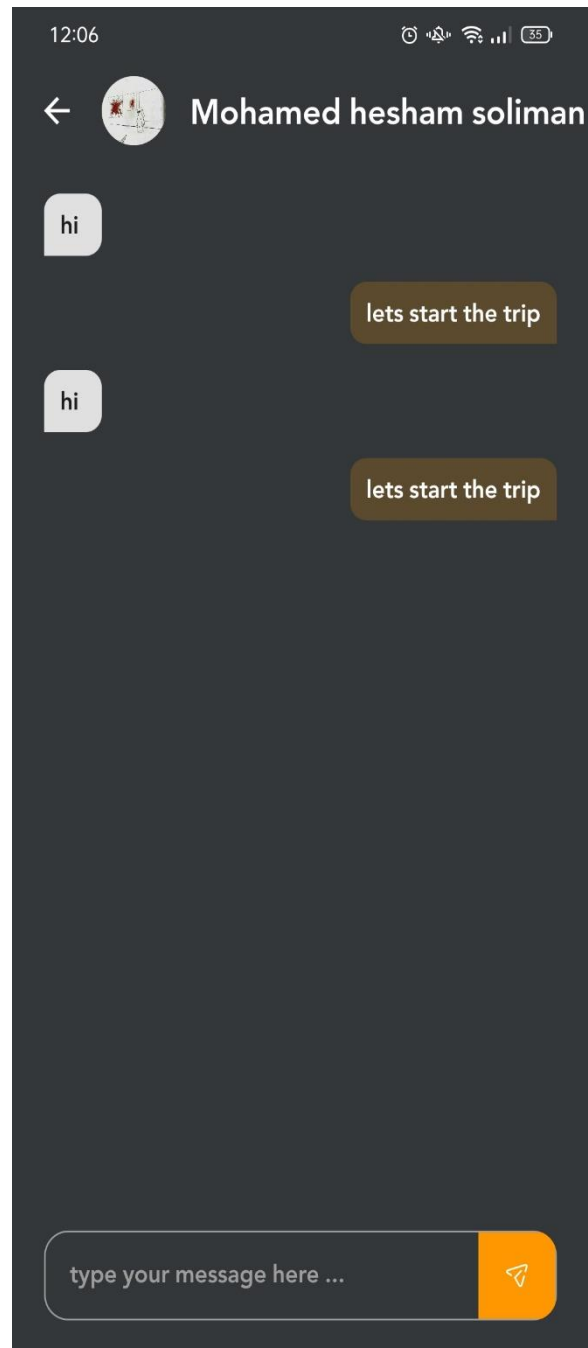 12:06
35
Mohamed hesham soliman
hi
lets start the trip
hi
lets start the trip
type your message here ...